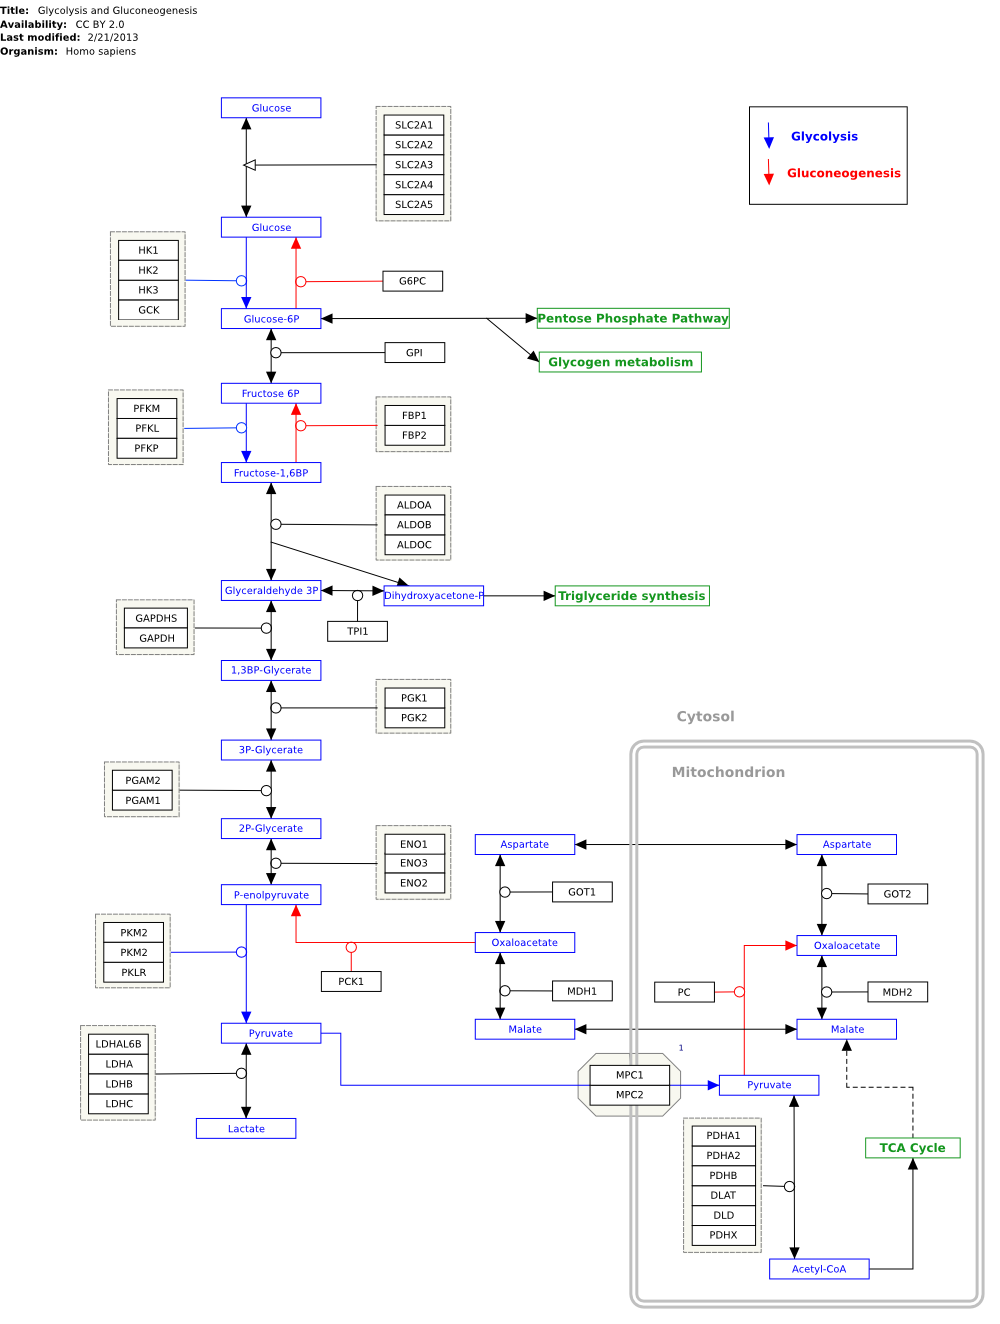 Title: Glycolysis and Gluconeogenesis
Availability: CC BY 2.0
Last modified: 2/21/2013
Organism: Homo sapiens
Glucose
SLC2A1
SLC2A2
SLC2A3
SLC2A4
SLC2A5
Glycolysis
Gluconeogenesis
Glucose
HK1
HK2
HK3
GCK
G6PC
Glucose-6P
Pentose Phosphate Pathway
GPI
Glycogen metabolism
Fructose 6P
PFKM
PFKL
PFKP
FBP1
FBP2
Fructose-1,6BP
ALDOA
ALDOB
ALDOC
Glyceraldehyde 3P
Dihydroxyacetone-P
Triglyceride synthesis
GAPDHS
GAPDH
TPI1
1,3BP-Glycerate
PGK1
PGK2
Cytosol
3P-Glycerate
Mitochondrion
PGAM2
PGAM1
2P-Glycerate
ENO1
ENO3
ENO2
Aspartate
Aspartate
P-enolpyruvate
GOT1
GOT2
PKM2
PKM2
PKLR
Oxaloacetate
Oxaloacetate
PCK1
MDH1
PC
MDH2
Pyruvate
Malate
Malate
LDHAL6B
LDHA
LDHB
LDHC
1
MPC1
MPC2
Pyruvate
Lactate
PDHA1
PDHA2
PDHB
DLAT
DLD
PDHX
TCA Cycle
Acetyl-CoA